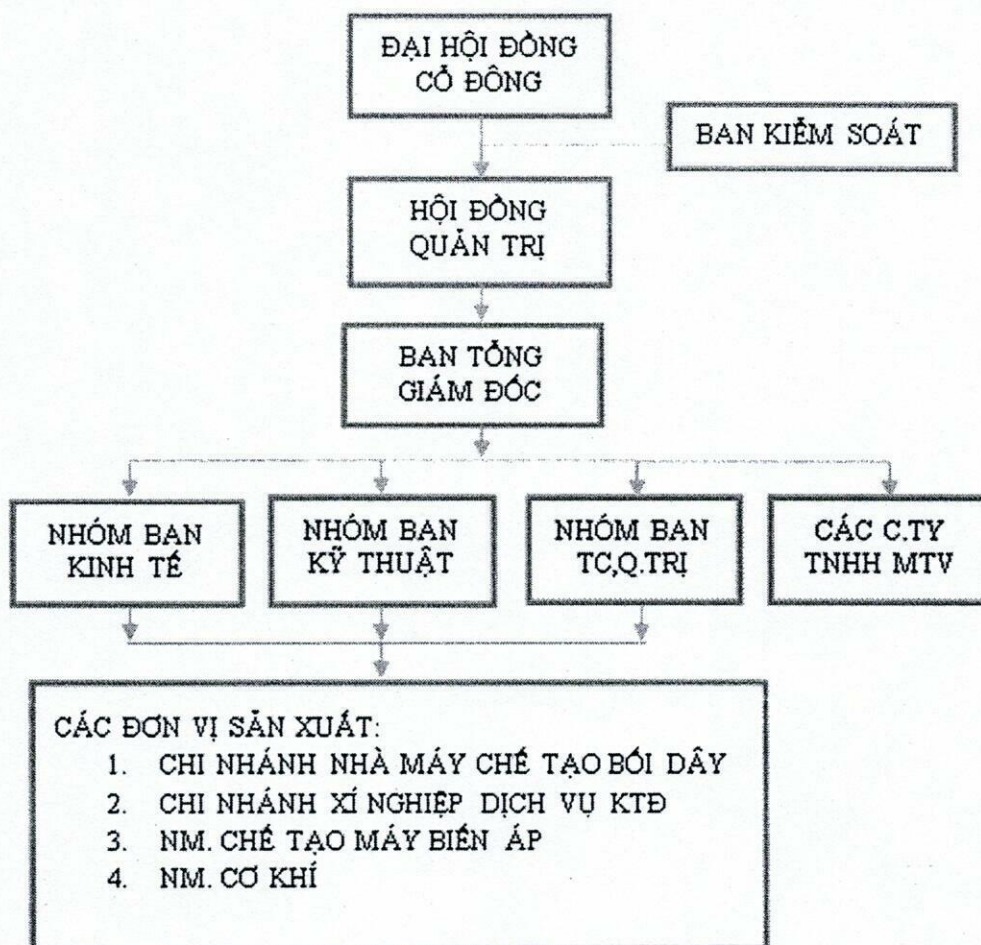 ĐẠI HỘI ĐỒNG
CỔ ĐÔNG
BAN KIỂM SOÁT
HỘI ĐỒNG
QUẢN TRỊ
BAN TỔNG
GIÁM ĐỐC
NHÓM BAN
KINH TẾ
NHÓM BAN
KỸ THUẬT
NHÓM BAN
TC,Q.TRỊ
CÁC C.TY
TNHH MTV
CÁC ĐƠN VỊ SẢN XUẤT:
1. CHI NHÁNH NHÀ MÁY CHẾ TẠO BỐI DÂY
2. CHI NHÁNH XÍ NGHIỆP DỊCH VỤ KTĐ
3. NM. CHẾ TẠO MÁY BIẾN ÁP
4. NM. CƠ KHÍ